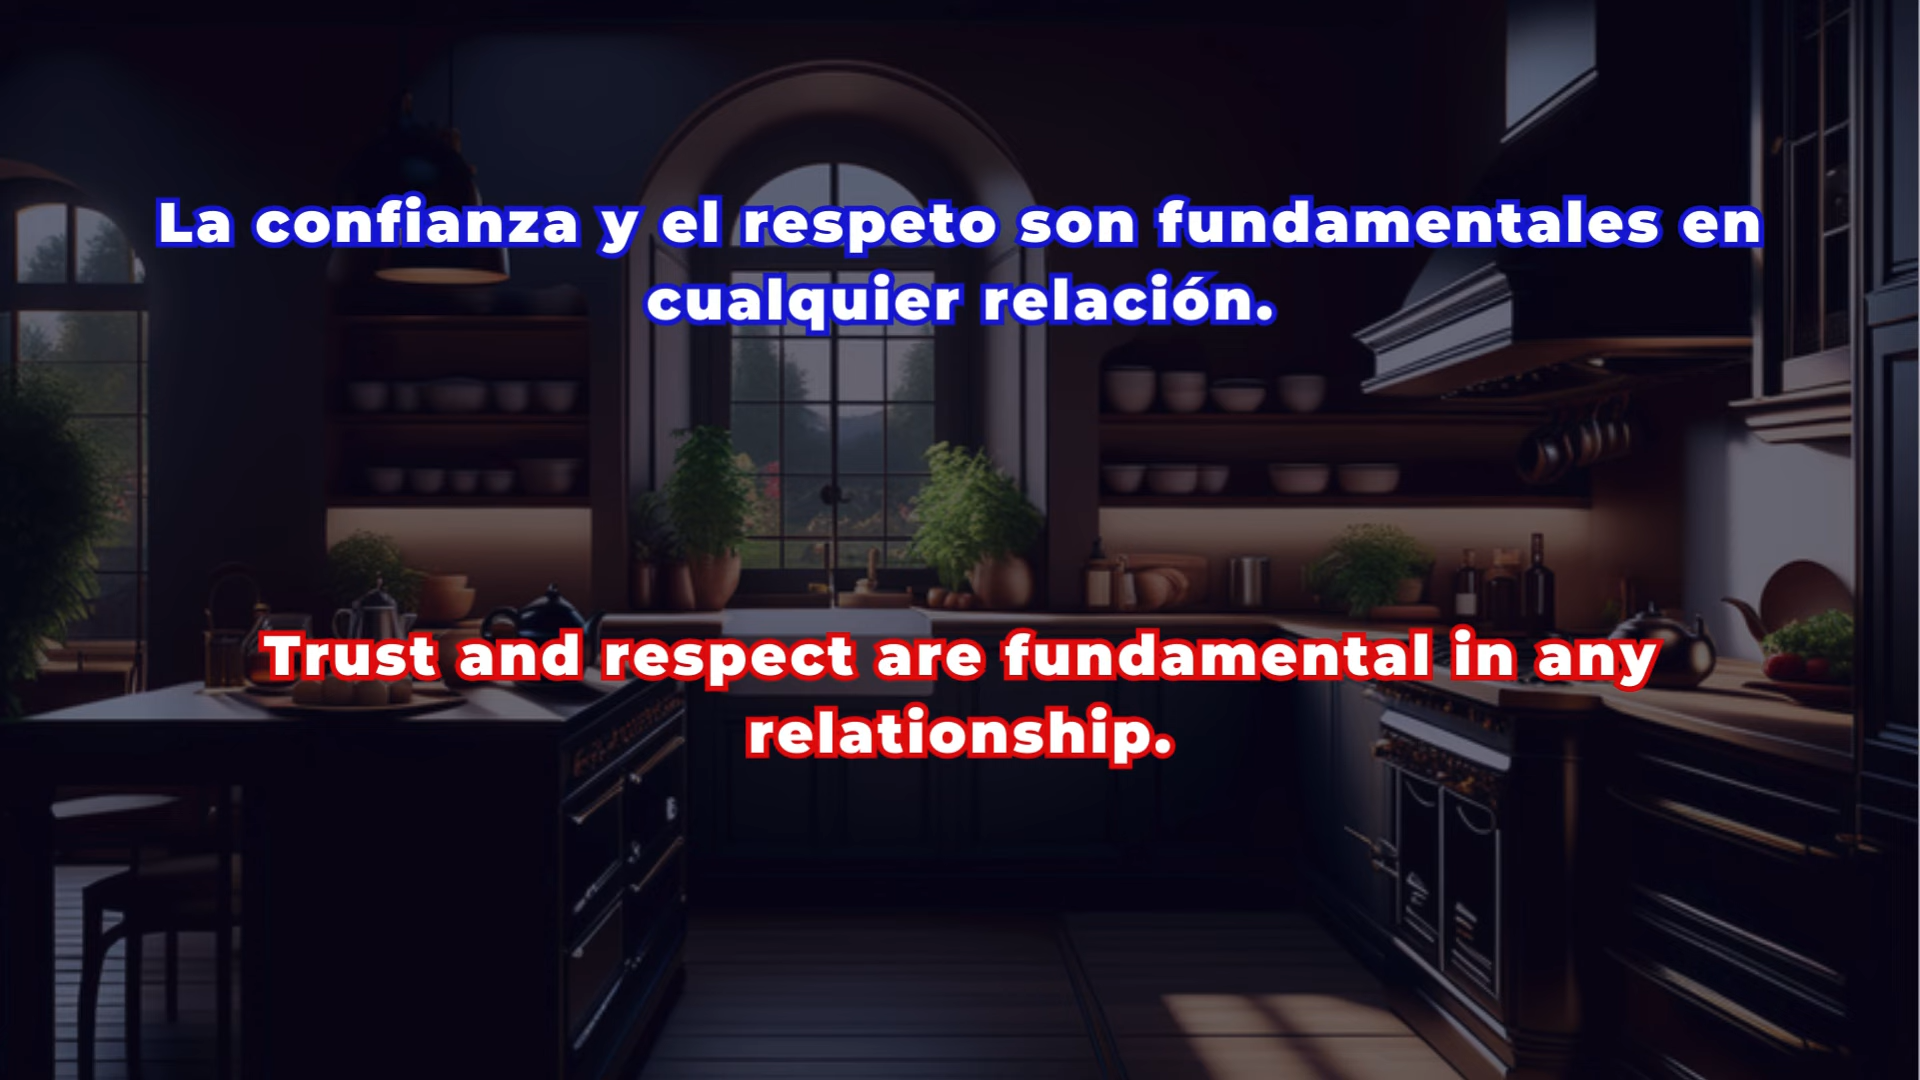 La confianza y el respeto son fundamentales en
cualquier relación.
Trust and respect are fundamental in any
relationship.